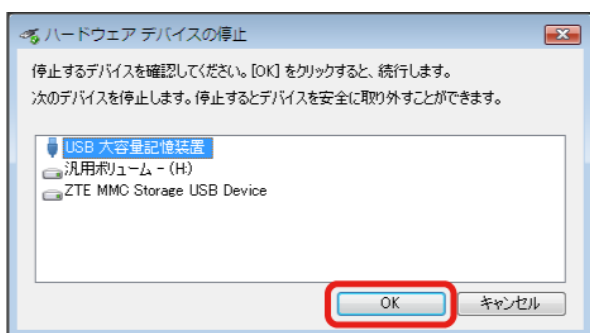 ハードウェア デバイスの停止
停止するデバイスを確認してください。[OK] をクリックすると、続行します。
次のデバイスを停止します。停止するとデバイスを安全に取り外すことができます。
USB 大容量記憶装置
汎用ボリューム - (H:)
ZTE MMC Storage USB Device
OK キャンセル